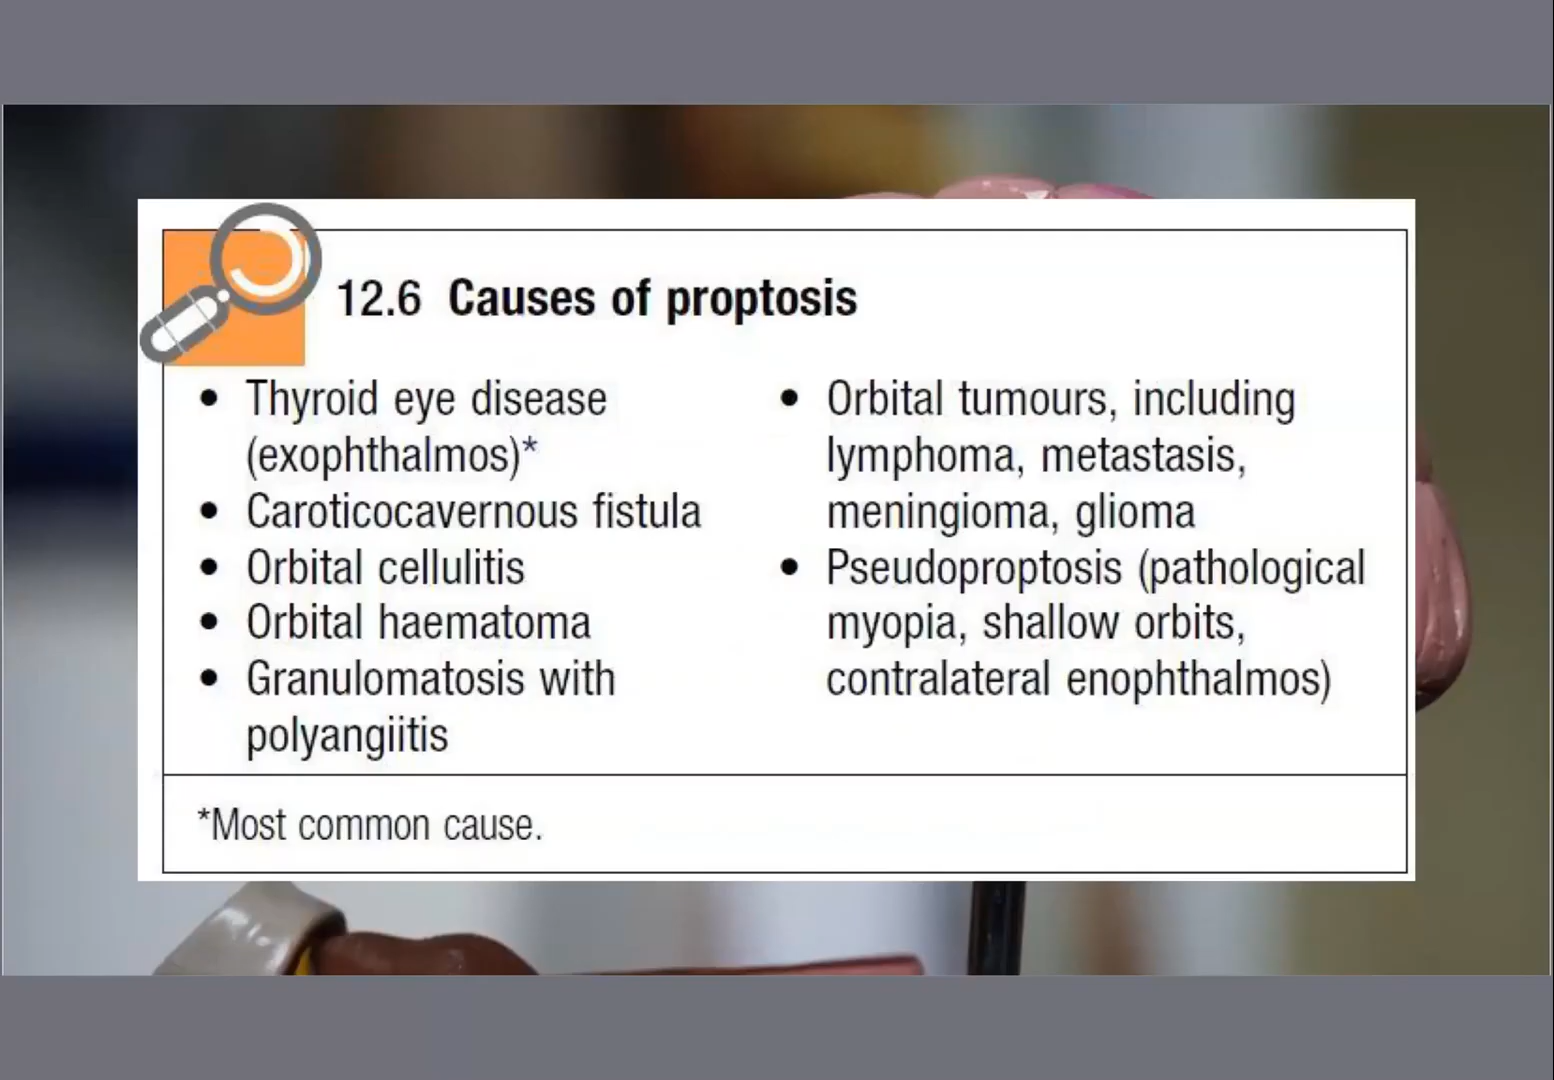 12.6 Causes of proptosis
• Thyroid eye disease
(exophthalmos)*
• Caroticocavernous fistula
• Orbital cellulitis
• Orbital haematoma
• Granulomatosis with
polyangiitis
• Orbital tumours, including
lymphoma, metastasis,
meningioma, glioma
• Pseudoproptosis (pathological
myopia, shallow orbits,
contralateral enophthalmos)
*Most common cause.